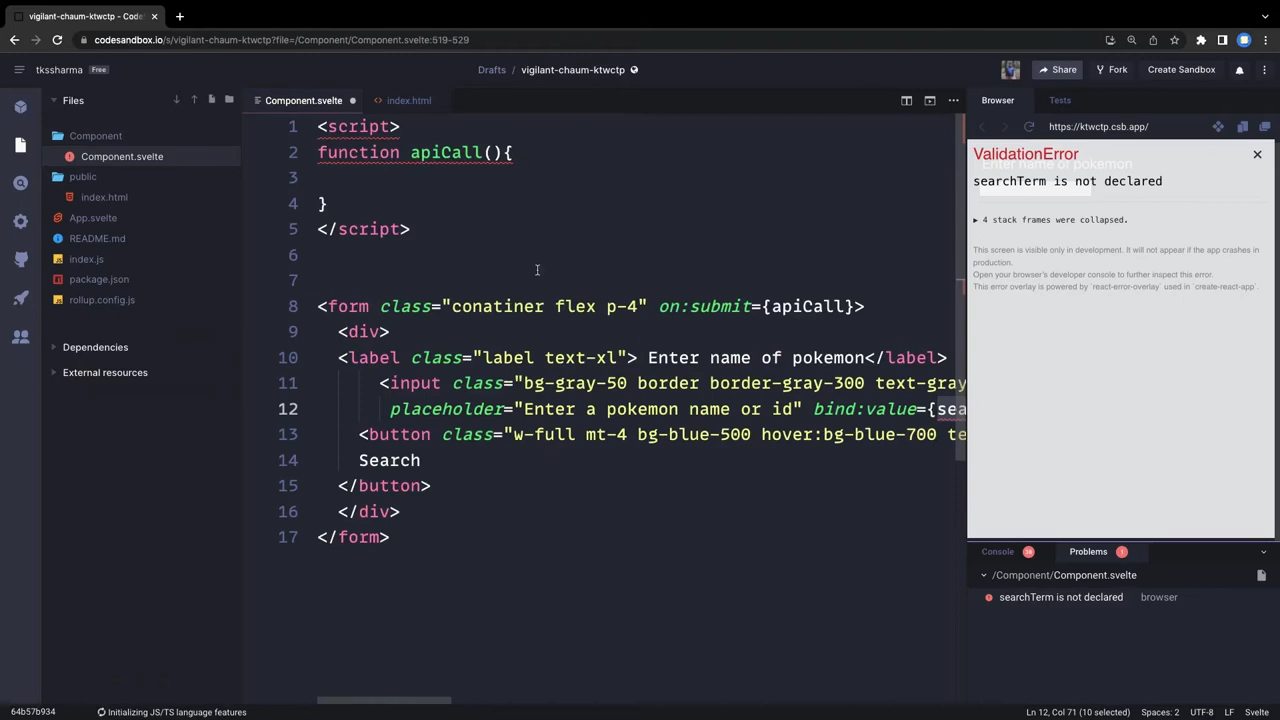 vigilant-chaum-ktwctp - Code
codesandbox.io/s/vigilant-chaum-ktwctp?file=/Component/Component.svelte:519-529
tkssharma Free
Drafts / vigilant-chaum-ktwctp
Share Fork Create Sandbox
Files
Component
Component.svelte
public
index.html
App.svelte
README.md
index.js
package.json
rollup.config.js
Dependencies
External resources
Component.svelte index.html
1 <script>
2 function apiCall(){
3
4 }
5 </script>
6
7
8 <form class="conatiner flex p-4" on:submit={apiCall}>
9 <div>
10 <label class="label text-xl"> Enter name of pokemon</label>
11 <input class="bg-gray-50 border border-gray-300 text-gray
12 placeholder="Enter a pokemon name or id" bind:value={sea
13 <button class="w-full mt-4 bg-blue-500 hover:bg-blue-700 te
14 Search
15 </button>
16 </div>
17 </form>
Browser Tests
https://ktwctp.csb.app/
ValidationError
Enter name of pokemon
searchTerm is not declared
▶ 4 stack frames were collapsed.
This screen is visible only in development. It will not appear if the app crashes in
production.
Open your browser's developer console to further inspect this error.
This error overlay is powered by `react-error-overlay` used in `create-react-app`.
Console 38 Problems 1
/Component/Component.svelte
searchTerm is not declared browser
64b57b934 Initializing JS/TS language features
Ln 12, Col 71 (10 selected) Spaces: 2 UTF-8 LF Svelte